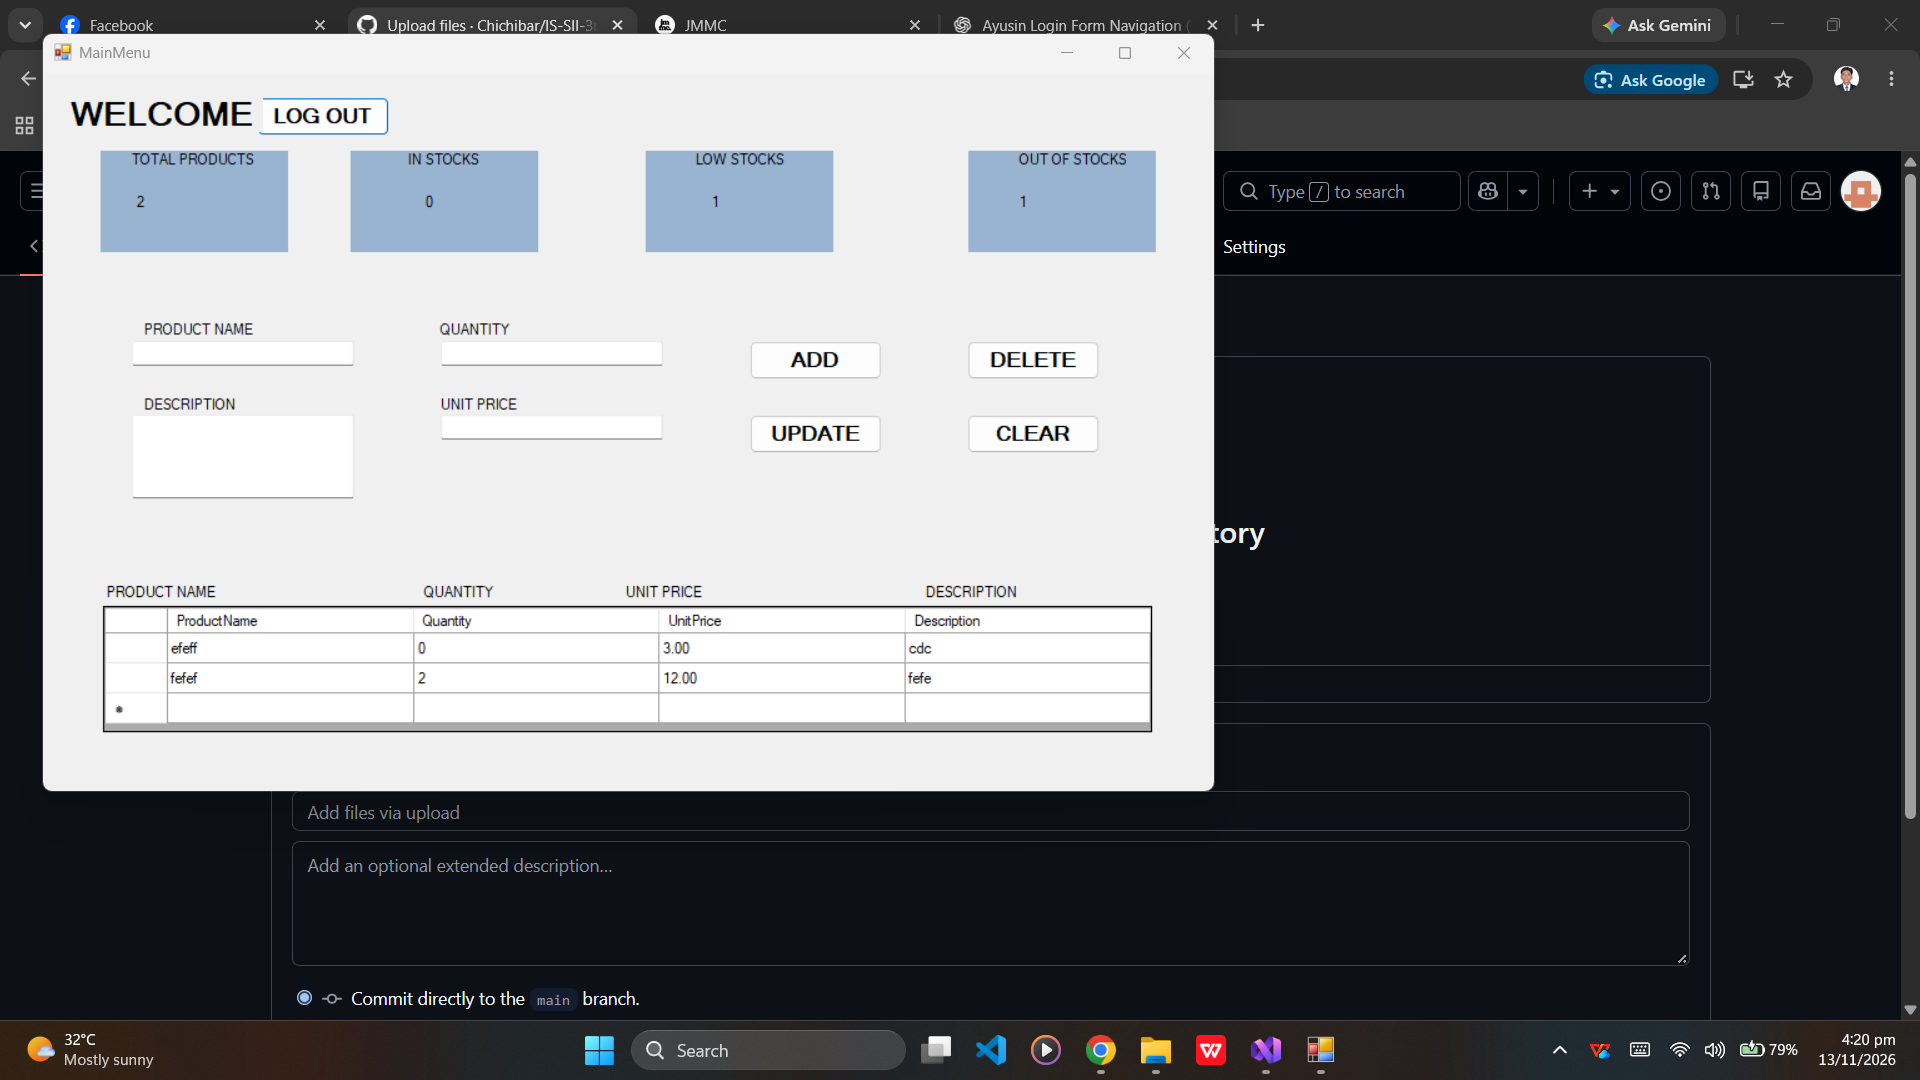 Facebook
Upload files · Chichibar/IS-SII-3
JMMC
Ayusin Login Form Navigation
Ask Gemini
MainMenu
Ask Google
WELCOME
LOG OUT
TOTAL PRODUCTS
2
IN STOCKS
0
LOW STOCKS
1
OUT OF STOCKS
1
Type / to search
Settings
PRODUCT NAME
QUANTITY
ADD
DELETE
DESCRIPTION
UNIT PRICE
UPDATE
CLEAR
tory
PRODUCT NAME QUANTITY UNIT PRICE DESCRIPTION
ProductName Quantity UnitPrice Description
efeff 0 3.00 cdc
fefef 2 12.00 fefe
*
Add files via upload
Add an optional extended description...
Commit directly to the main branch.
32°C
Mostly sunny
Search
79%
4:20 pm
13/11/2026